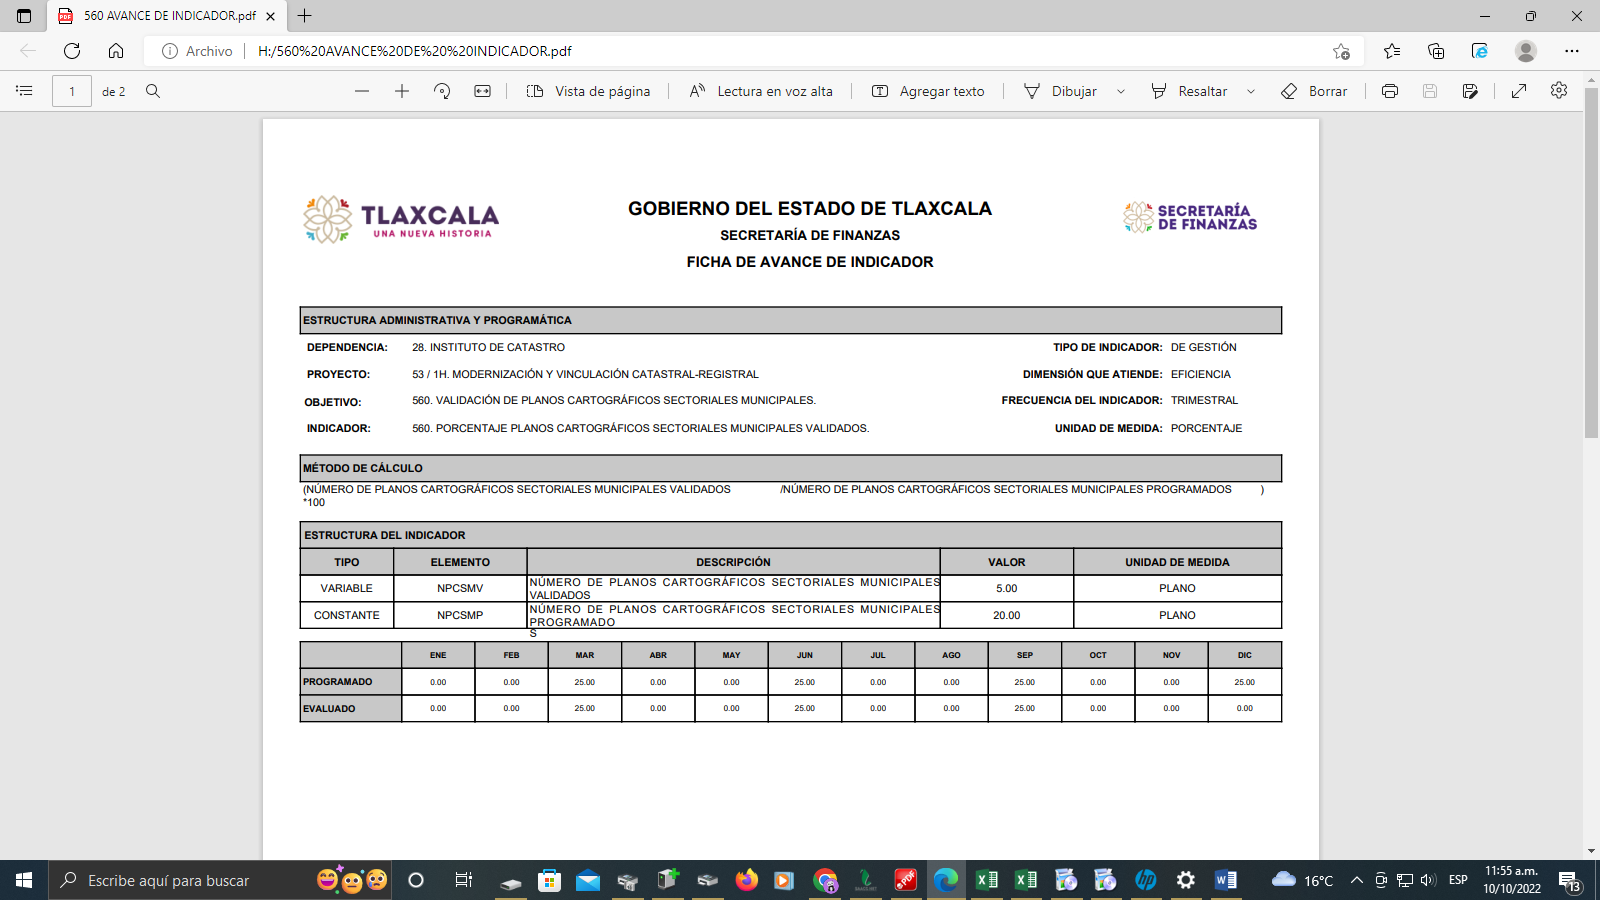 560 AVANCE DE INDICADOR.pdf
Archivo H:/560%20AVANCE%20DE%20%20INDICADOR.pdf
1 de 2 Vista de página Lectura en voz alta Agregar texto Dibujar Resaltar Borrar
TLAXCALA
UNA NUEVA HISTORIA
GOBIERNO DEL ESTADO DE TLAXCALA
SECRETARÍA DE FINANZAS
FICHA DE AVANCE DE INDICADOR
SECRETARÍA
DE FINANZAS
ESTRUCTURA ADMINISTRATIVA Y PROGRAMÁTICA
DEPENDENCIA: 28. INSTITUTO DE CATASTRO TIPO DE INDICADOR: DE GESTIÓN
PROYECTO: 53 / 1H. MODERNIZACIÓN Y VINCULACIÓN CATASTRAL-REGISTRAL DIMENSIÓN QUE ATIENDE: EFICIENCIA
OBJETIVO: 560. VALIDACIÓN DE PLANOS CARTOGRÁFICOS SECTORIALES MUNICIPALES. FRECUENCIA DEL INDICADOR: TRIMESTRAL
INDICADOR: 560. PORCENTAJE PLANOS CARTOGRÁFICOS SECTORIALES MUNICIPALES VALIDADOS. UNIDAD DE MEDIDA: PORCENTAJE
MÉTODO DE CÁLCULO
(NÚMERO DE PLANOS CARTOGRÁFICOS SECTORIALES MUNICIPALES VALIDADOS /NÚMERO DE PLANOS CARTOGRÁFICOS SECTORIALES MUNICIPALES PROGRAMADOS )
*100
ESTRUCTURA DEL INDICADOR
TIPO ELEMENTO DESCRIPCIÓN VALOR UNIDAD DE MEDIDA
VARIABLE NPCSMV NÚMERO DE PLANOS CARTOGRÁFICOS SECTORIALES MUNICIPALES 5.00 PLANO
VALIDADOS
CONSTANTE NPCSMP NÚMERO DE PLANOS CARTOGRÁFICOS SECTORIALES MUNICIPALES 20.00 PLANO
PROGRAMADO
S
ENE FEB MAR ABR MAY JUN JUL AGO SEP OCT NOV DIC
PROGRAMADO 0.00 0.00 25.00 0.00 0.00 25.00 0.00 0.00 25.00 0.00 0.00 25.00
EVALUADO 0.00 0.00 25.00 0.00 0.00 25.00 0.00 0.00 25.00 0.00 0.00 0.00
Escribe aquí para buscar 16°C ESP 11:55 a.m.
10/10/2022 13